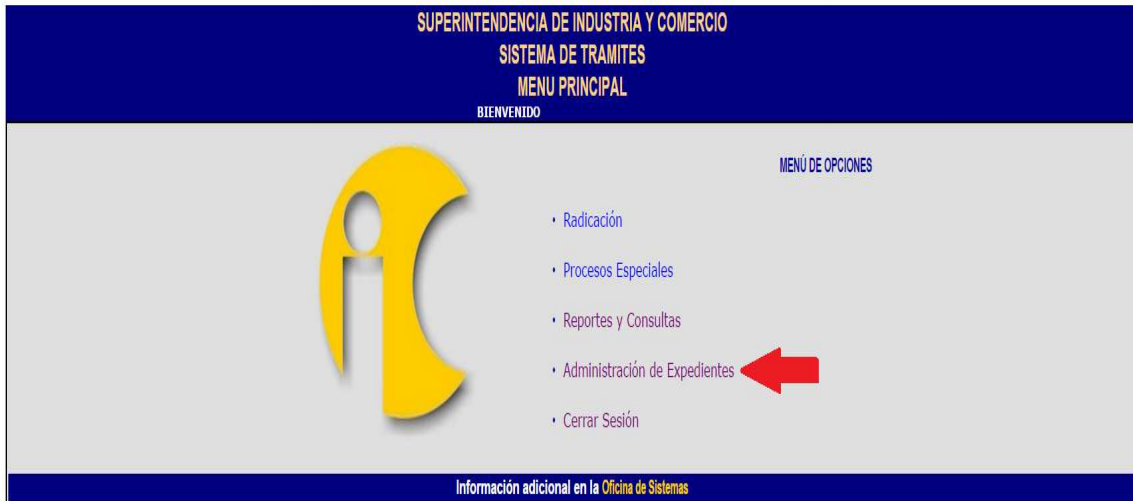 SUPERINTENDENCIA DE INDUSTRIA Y COMERCIO
SISTEMA DE TRAMITES
MENU PRINCIPAL
BIENVENIDO
MENÚ DE OPCIONES
• Radicación
• Procesos Especiales
• Reportes y Consultas
• Administración de Expedientes
• Cerrar Sesión
Información adicional en la Oficina de Sistemas